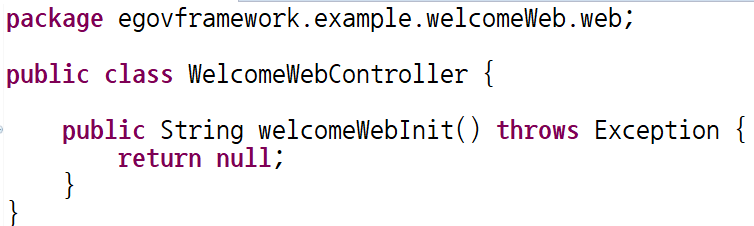 package egovframework.example.welcomeWeb.web;
public class WelcomeWebController {
public String welcomeWebInit() throws Exception {
return null;
}
}